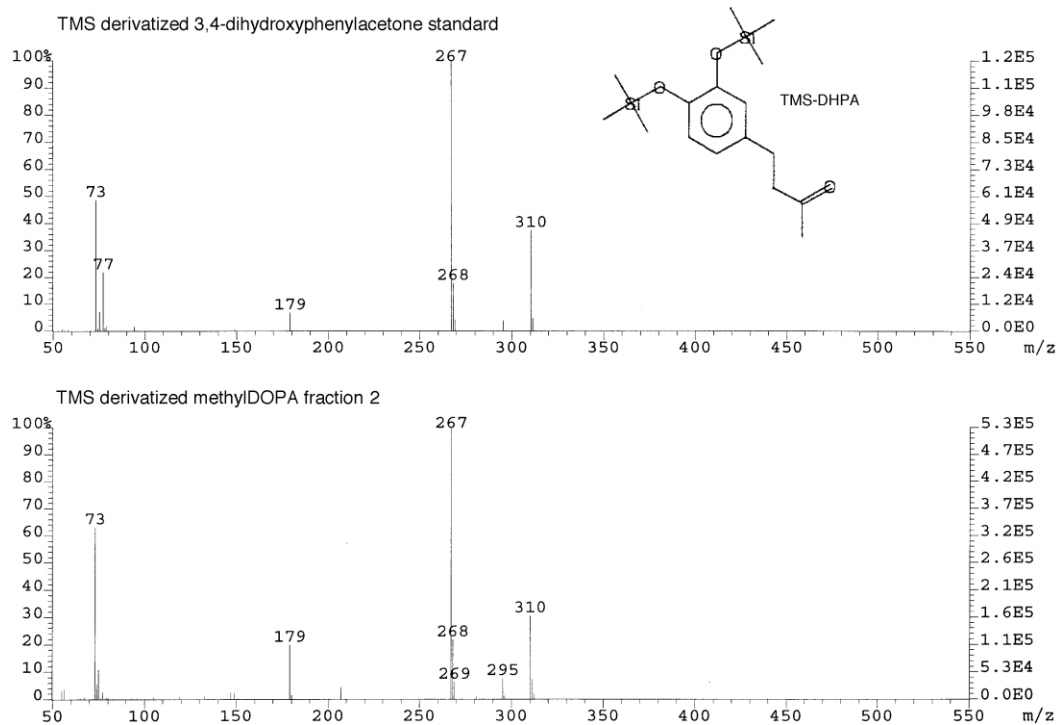 TMS derivatized 3,4-dihydroxyphenylacetone standard
267
100%
90
80
70
60
50
40
30
20
10
0
73
77
179
268
310
Si
O
Si
O
O
TMS-DHPA
1.2E5
1.1E5
9.8E4
8.5E4
7.3E4
6.1E4
4.9E4
3.7E4
2.4E4
1.2E4
0.0E0
50 100 150 200 250 300 350 400 450 500 550
m/z
TMS derivatized methylDOPA fraction 2
267
100%
90
80
70
60
50
40
30
20
10
0
73
179
268
269
295
310
5.3E5
4.7E5
4.2E5
3.7E5
3.2E5
2.6E5
2.1E5
1.6E5
1.1E5
5.3E4
0.0E0
50 100 150 200 250 300 350 400 450 500 550
m/z